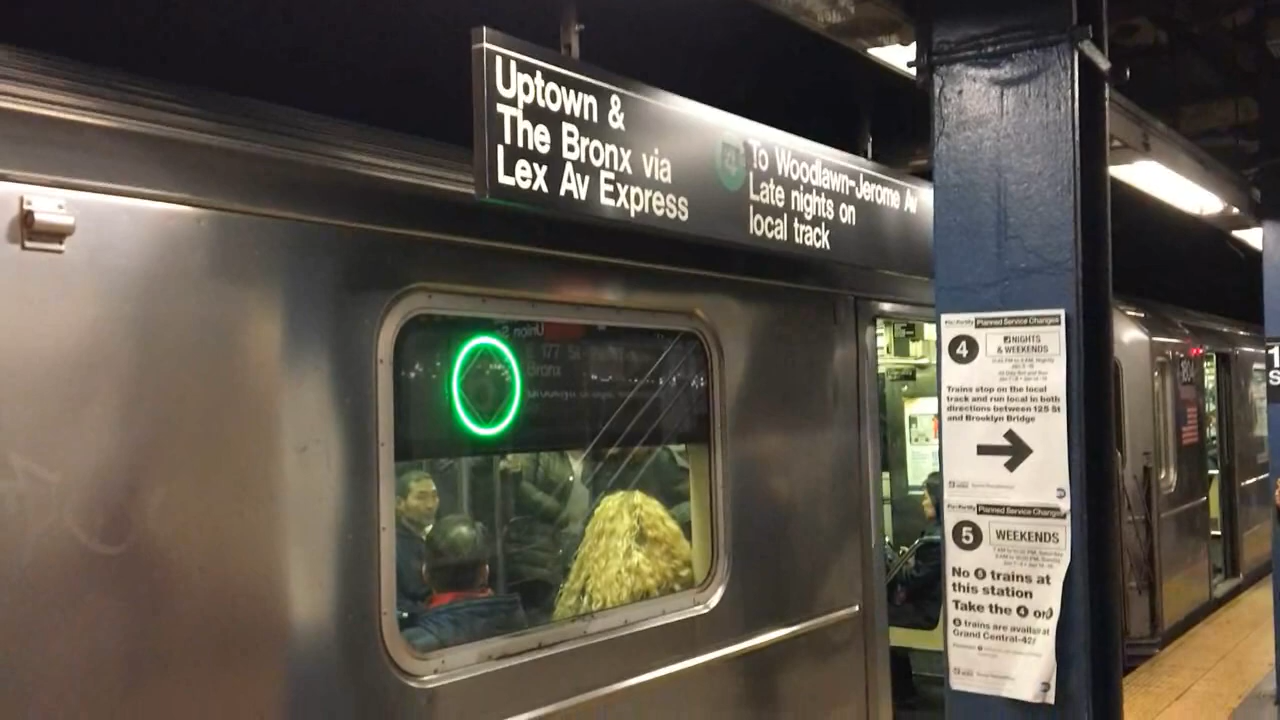 Uptown &
The Bronx via
Lex Av Express
4
To Woodlawn-Jerome Av
Late nights on
local track
Planned Service Changes
4
NIGHTS
& WEEKENDS
Trains stop on the local
track and run local in both
directions between 125 St
and Brooklyn Bridge
Planned Service Changes
5
WEEKENDS
No 5 trains at
this station
Take the 4 or
trains are availa
Grand Central-42